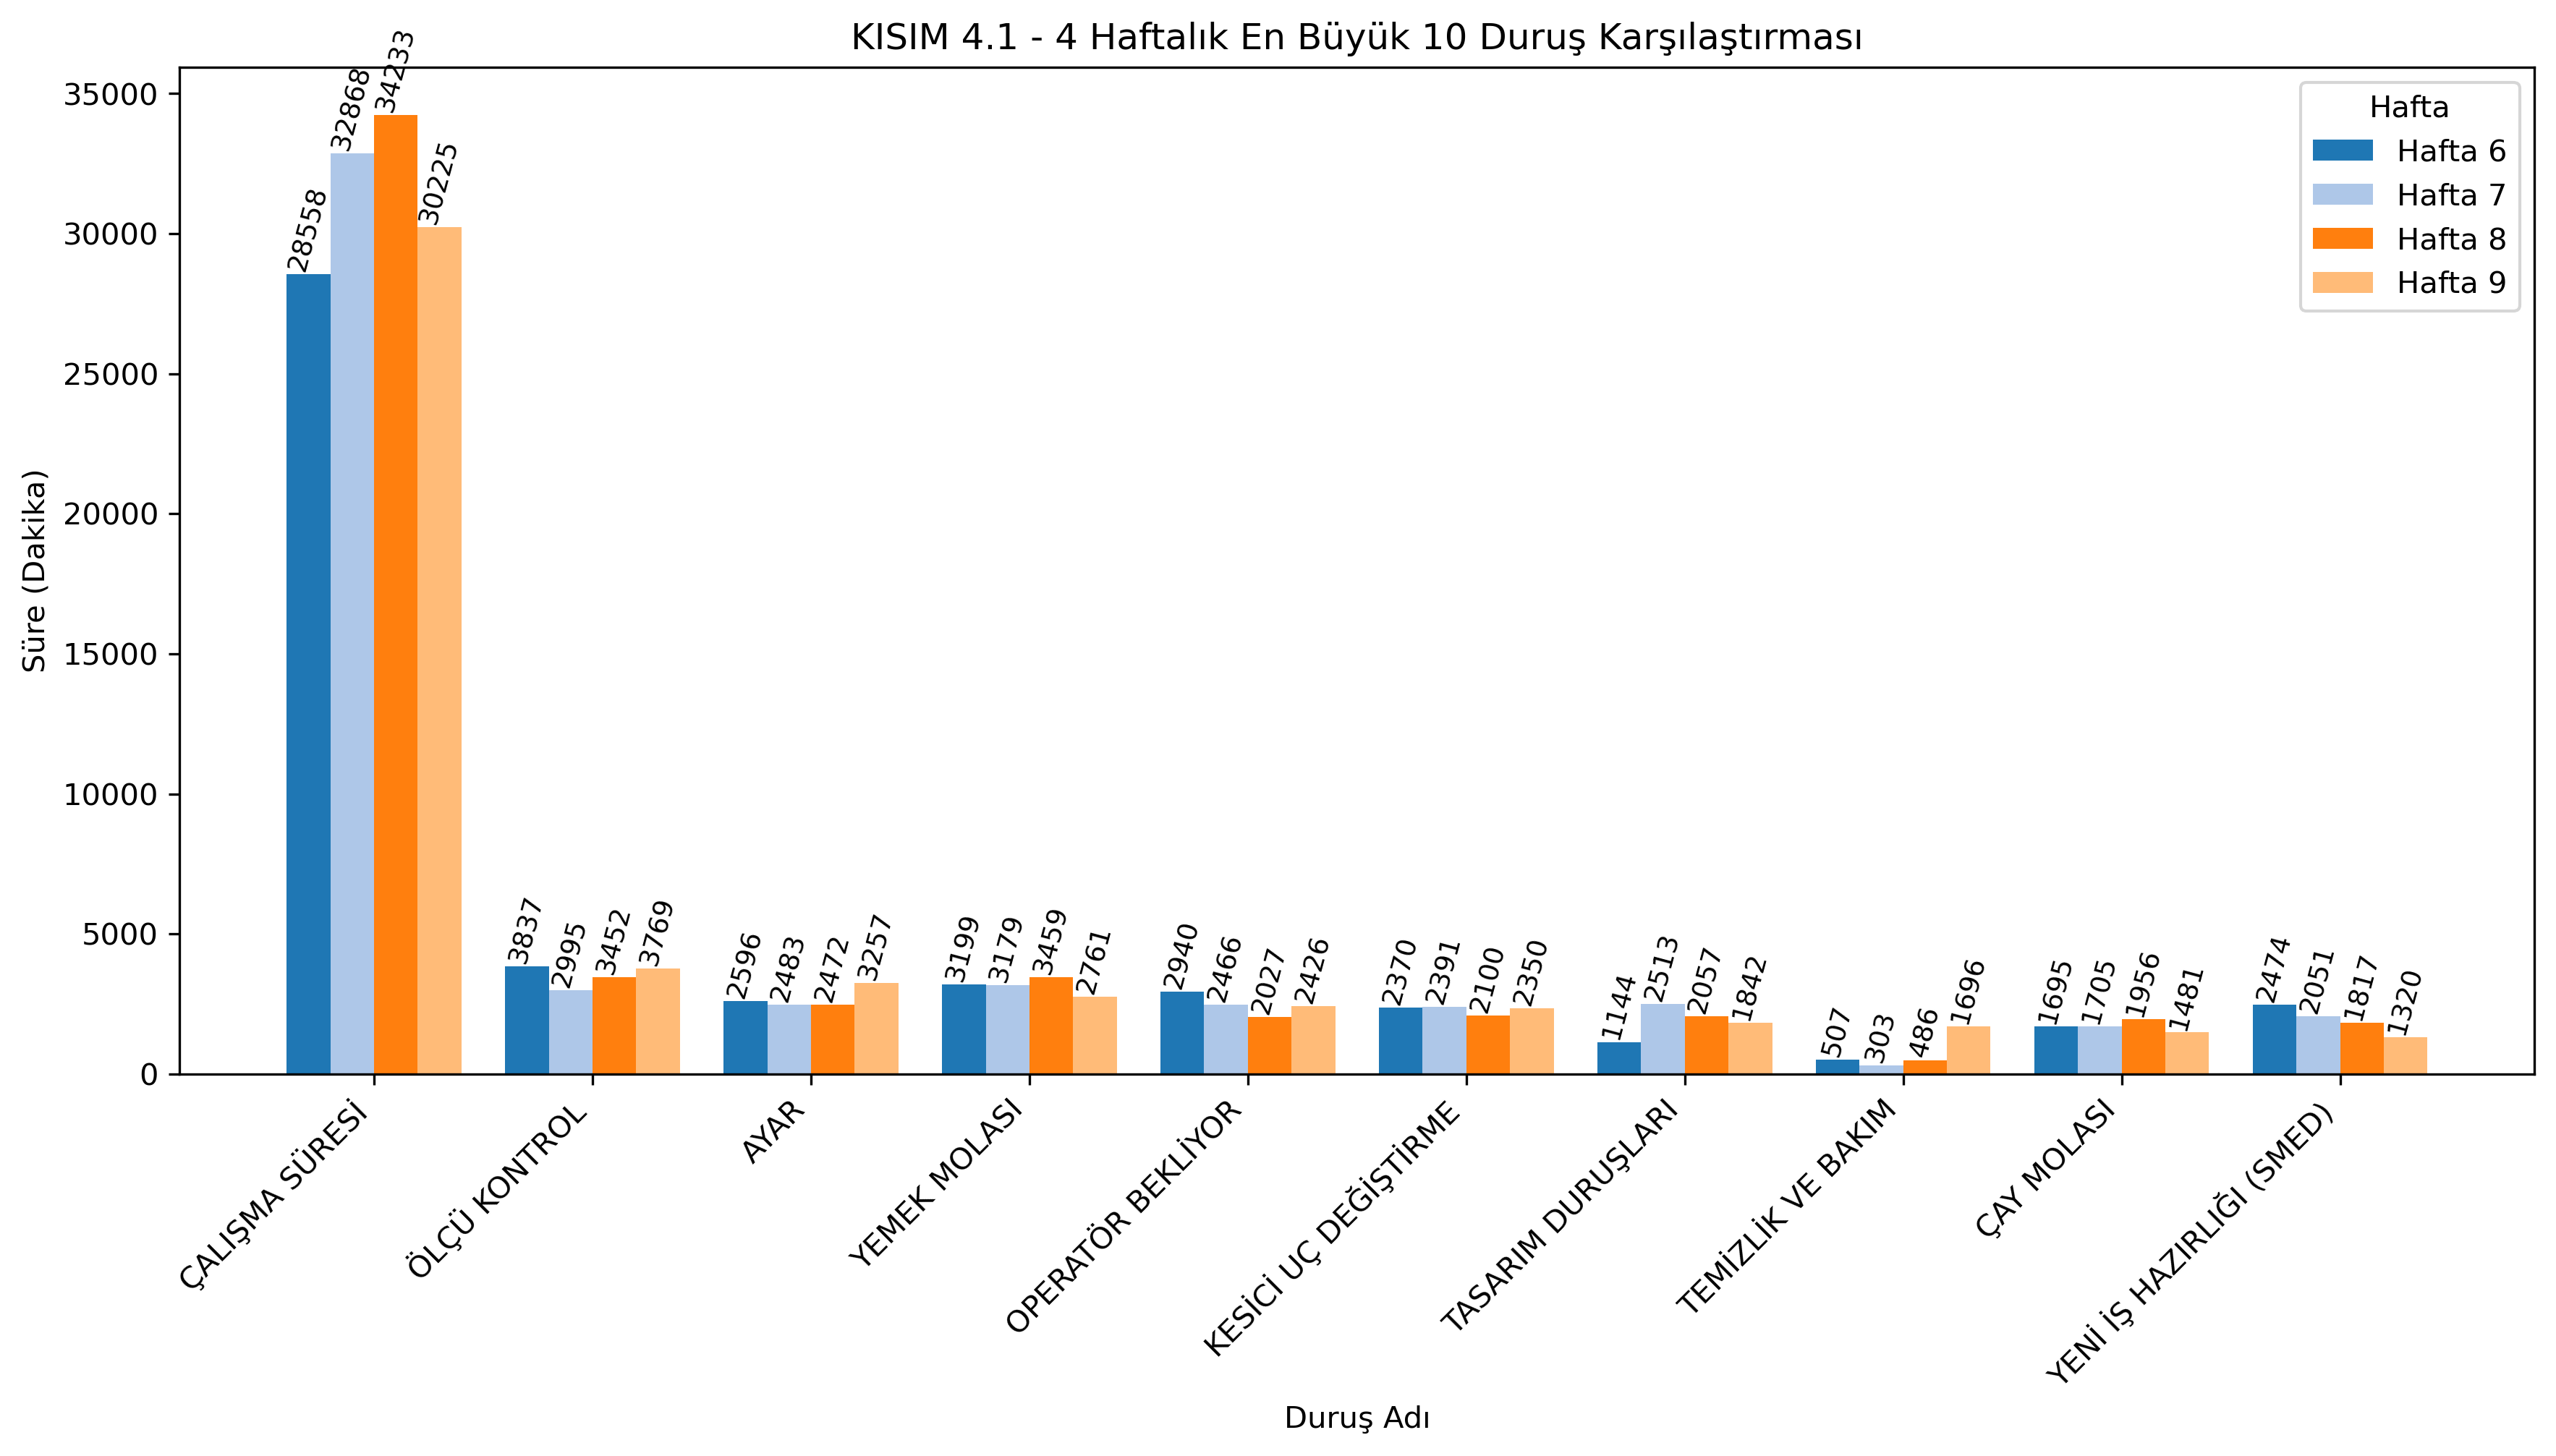 KISIM 4.1 - 4 Haftalık En Büyük 10 Duruş Karşılaştırması
Süre (Dakika)
35000
30000
25000
20000
15000
10000
5000
0
Hafta
Hafta 6
Hafta 7
Hafta 8
Hafta 9
28558 32868 34233 30225
3837 2995 3452 3769
2596 2483 2472 3257
3199 3179 3459 2761
2940 2466 2027 2426
2370 2391 2100 2350
1144 2513 2057 1842
507 303 486 1696
1695 1705 1956 1481
2474 2051 1817 1320
ÇALIŞMA SÜRESİ
ÖLÇÜ KONTROL
AYAR
YEMEK MOLASI
OPERATÖR BEKLİYOR
KESİCİ UÇ DEĞİŞTİRME
TASARIM DURUŞLARI
TEMİZLİK VE BAKIM
ÇAY MOLASI
YENİ İŞ HAZIRLIĞI (SMED)
Duruş Adı